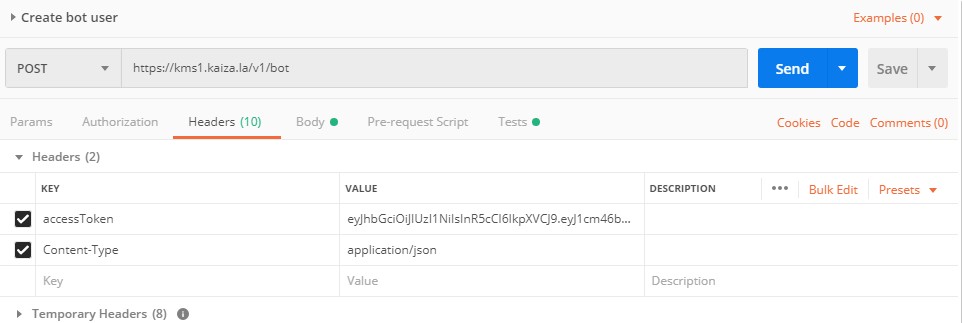 Create bot user Examples (0)
POST https://kms1.kaiza.la/v1/bot Send Save
Params Authorization Headers (10) Body Pre-request Script Tests Cookies Code Comments (0)
Headers (2)
KEY VALUE DESCRIPTION ••• Bulk Edit Presets
accessToken eyJhbGciOiJIUzI1NiIsInR5cCI6IkpXVCJ9.eyJ1cm46b...
Content-Type application/json
Key Value Description
Temporary Headers (8)